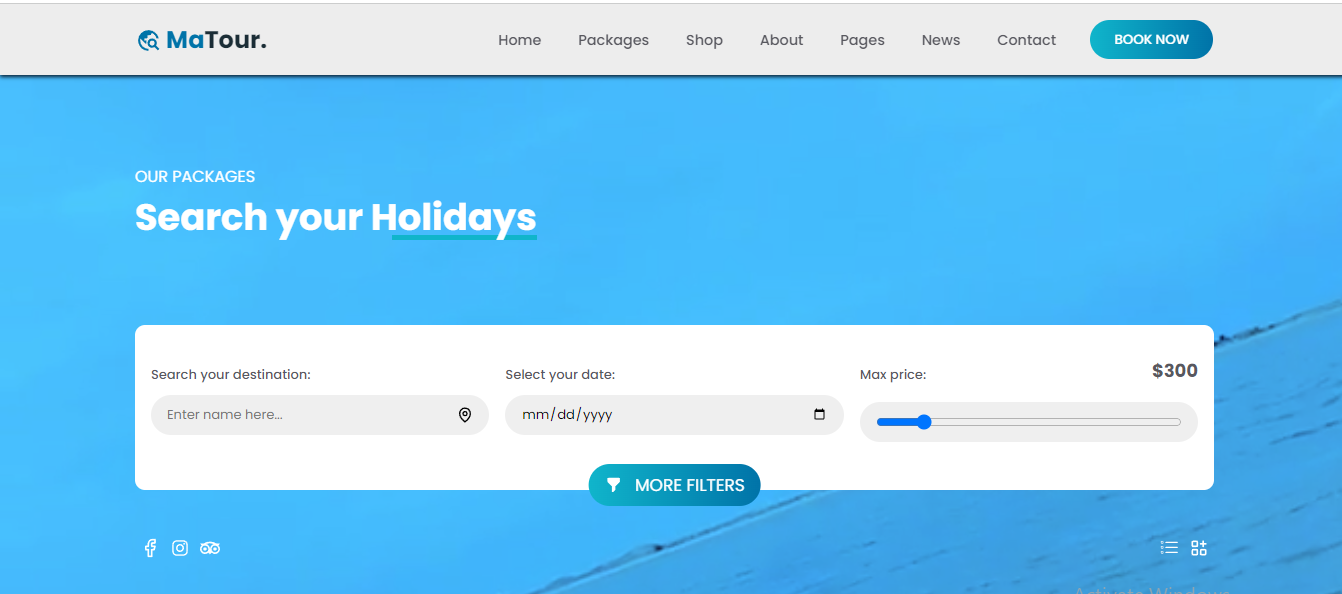 MaTour.
Home Packages Shop About Pages News Contact BOOK NOW
OUR PACKAGES
Search your Holidays
Search your destination: Select your date: Max price: $300
Enter name here... mm/dd/yyyy
MORE FILTERS
Activate Windows